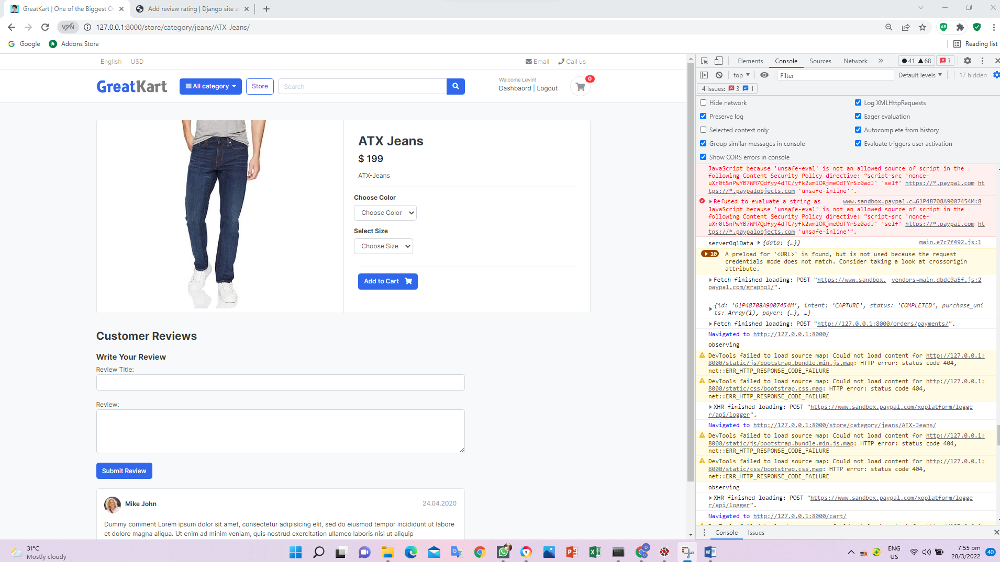 GreatKart | One of the Biggest O
Add review rating | Django site a
VPN
127.0.0.1:8000/store/category/jeans/ATX-Jeans/
Google
Addons Store
Reading list
English USD
Email Call us
GreatKart
All category
Store
Search
Welcome Levin!
Dashbaord | Logout
0
ATX Jeans
$ 199
ATX-Jeans
Choose Color
Choose Color
Select Size
Choose Size
Add to Cart
Customer Reviews
Write Your Review
Review Title:
Review:
Submit Review
Mike John
24.04.2020
Dummy comment Lorem ipsum dolor sit amet, consectetur adipisicing elit, sed do eiusmod tempor incididunt ut labore
et dolore magna aliqua. Ut enim ad minim veniam, quis nostrud exercitation ullamco laboris nisi ut aliquip
Elements Console Sources Network » 41 68 3
top Filter Default levels 17 hidden
4 Issues: 3 1
Hide network Log XMLHttpRequests
Preserve log Eager evaluation
Selected context only Autocomplete from history
Group similar messages in console Evaluate triggers user activation
Show CORS errors in console
JavaScript because 'unsafe-eval' is not an allowed source of script in the
following Content Security Policy directive: "script-src 'nonce-
uXr0tSnPwYB7WM7Qdfyy4dTC/yfk2wmlORjmeOdTYrSz0adJ' 'self' https://*.paypal.com ht
tps://*.paypalobjects.com 'unsafe-inline'".
Refused to evaluate a string as www.sandbox.paypal.c…61P48708A9007454M:8
JavaScript because 'unsafe-eval' is not an allowed source of script in the
following Content Security Policy directive: "script-src 'nonce-
uXr0tSnPwYB7WM7Qdfyy4dTC/yfk2wmlORjmeOdTYrSz0adJ' 'self' https://*.paypal.com ht
tps://*.paypalobjects.com 'unsafe-inline'".
serverGqlData {data: {…}} main.e7c7f492.js:1
10 A preload for '<URL>' is found, but is not used because the request
credentials mode does not match. Consider taking a look at crossorigin
attribute.
Fetch finished loading: POST "https://www.sandbox. vendors~main.dbdc9a5f.js:2
paypal.com/graphql/".
{id: '61P48708A9007454M', intent: 'CAPTURE', status: 'COMPLETED', purchase_uni
ts: Array(1), payer: {…}, …}
Fetch finished loading: POST "http://127.0.0.1:8000/orders/payments/".
Navigated to http://127.0.0.1:8000/
observing
DevTools failed to load source map: Could not load content for http://127.0.0.1:
8000/static/js/bootstrap.bundle.min.js.map: HTTP error: status code 404,
net::ERR_HTTP_RESPONSE_CODE_FAILURE
DevTools failed to load source map: Could not load content for http://127.0.0.1:
8000/static/css/bootstrap.css.map: HTTP error: status code 404,
net::ERR_HTTP_RESPONSE_CODE_FAILURE
XHR finished loading: POST "https://www.sandbox.paypal.com/xoplatform/logge
r/api/logger".
Navigated to http://127.0.0.1:8000/store/category/jeans/ATX-Jeans/
DevTools failed to load source map: Could not load content for http://127.0.0.1:
8000/static/js/bootstrap.bundle.min.js.map: HTTP error: status code 404,
net::ERR_HTTP_RESPONSE_CODE_FAILURE
DevTools failed to load source map: Could not load content for http://127.0.0.1:
8000/static/css/bootstrap.css.map: HTTP error: status code 404,
net::ERR_HTTP_RESPONSE_CODE_FAILURE
observing
XHR finished loading: POST "https://www.sandbox.paypal.com/xoplatform/logge
r/api/logger".
Navigated to http://127.0.0.1:8000/cart/
Console Issues
31°C
Mostly cloudy
ENG
US
7:55 pm
28/3/2022
40